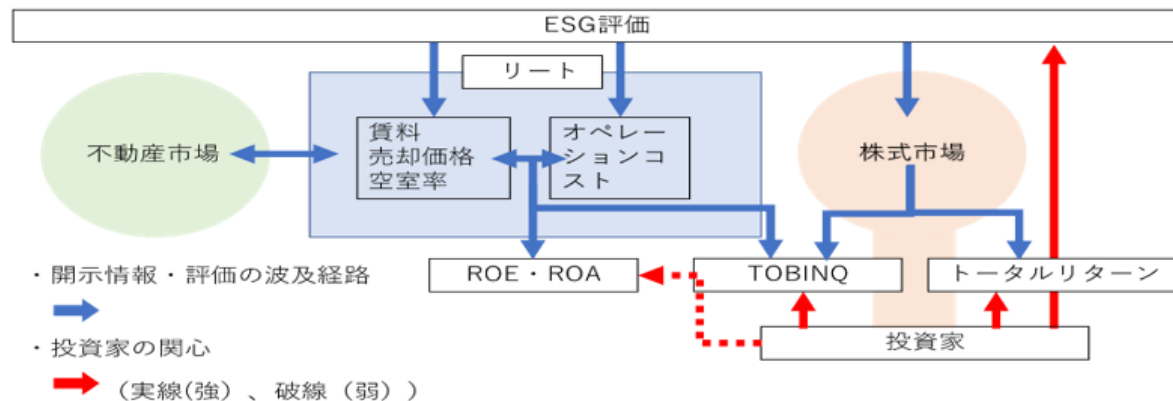 ESG評価
リート
賃料
売却価格
空室率
オペレー
ションコ
スト
不動産市場
株式市場
ROE・ROA
TOBINQ
トータルリターン
投資家
・開示情報・評価の波及経路
・投資家の関心
(実線(強)、破線(弱))